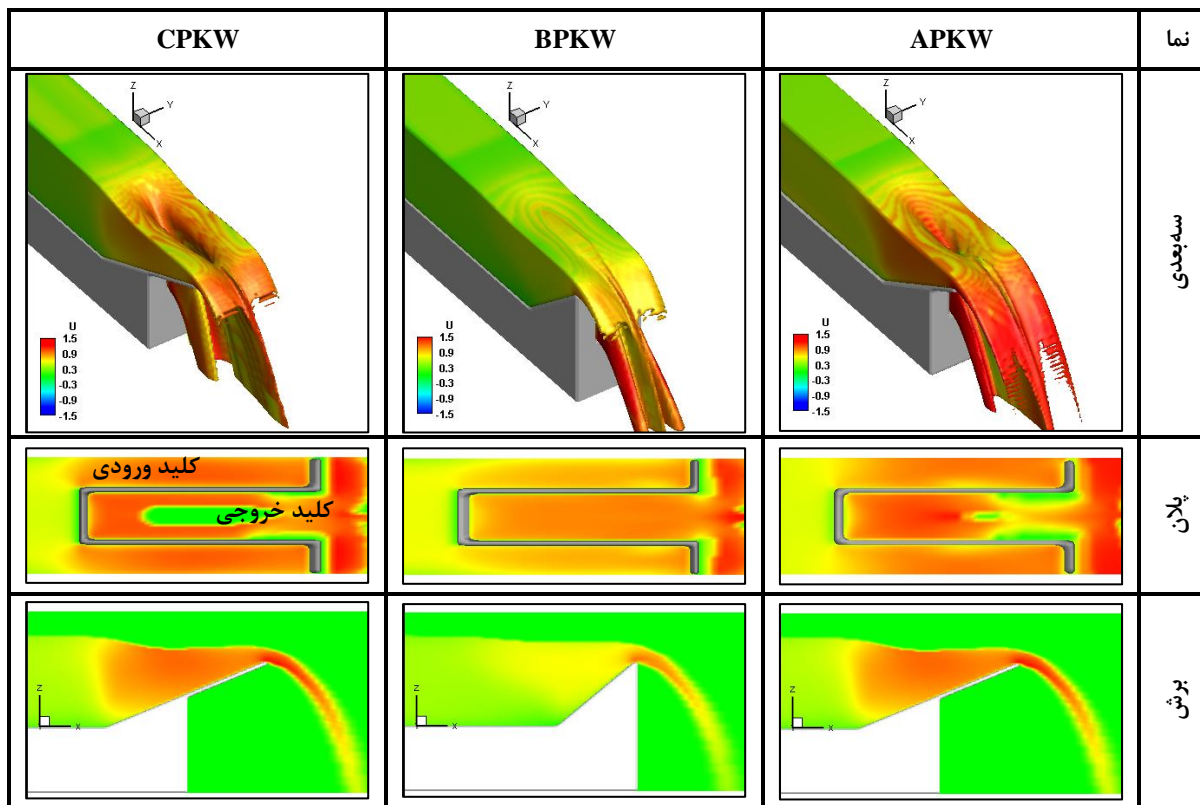 نما
APKW
BPKW
CPKW
سه‌بعدی
Z
Y
X
U
1.5
0.9
0.3
-0.3
-0.9
-1.5
Z
Y
X
U
1.5
0.9
0.3
-0.3
-0.9
-1.5
Z
Y
X
U
1.5
0.9
0.3
-0.3
-0.9
-1.5
پلان
کلید ورودی
کلید خروجی
برش
Z
X
Z
X
Z
X